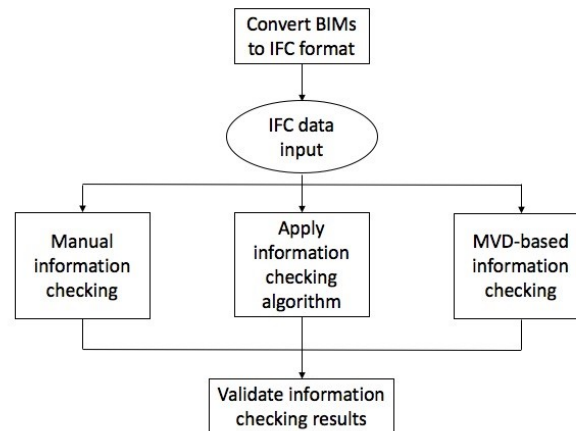 Convert BIMs
to IFC format
IFC data
input
Manual
information
checking
Apply
information
checking
algorithm
MVD-based
information
checking
Validate information
checking results